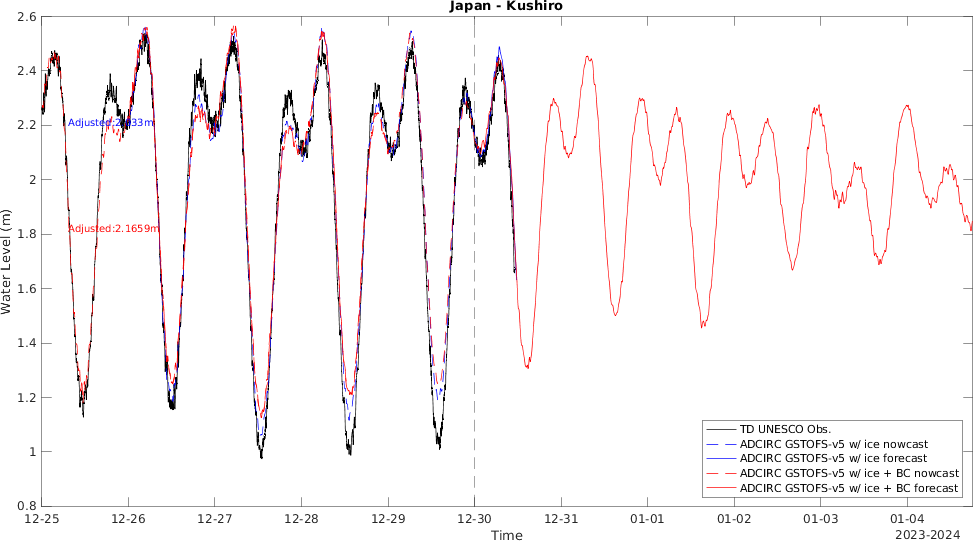 Japan - Kushiro
2.6
2.4
2.2
2
1.8
1.6
1.4
1.2
1
0.8
Water Level (m)
Adjusted:2.1659m
TD UNESCO Obs.
ADCIRC GSTOFS-v5 w/ ice nowcast
ADCIRC GSTOFS-v5 w/ ice forecast
ADCIRC GSTOFS-v5 w/ ice + BC nowcast
ADCIRC GSTOFS-v5 w/ ice + BC forecast
12-25 12-26 12-27 12-28 12-29 12-30 12-31 01-01 01-02 01-03 01-04
Time
2023-2024